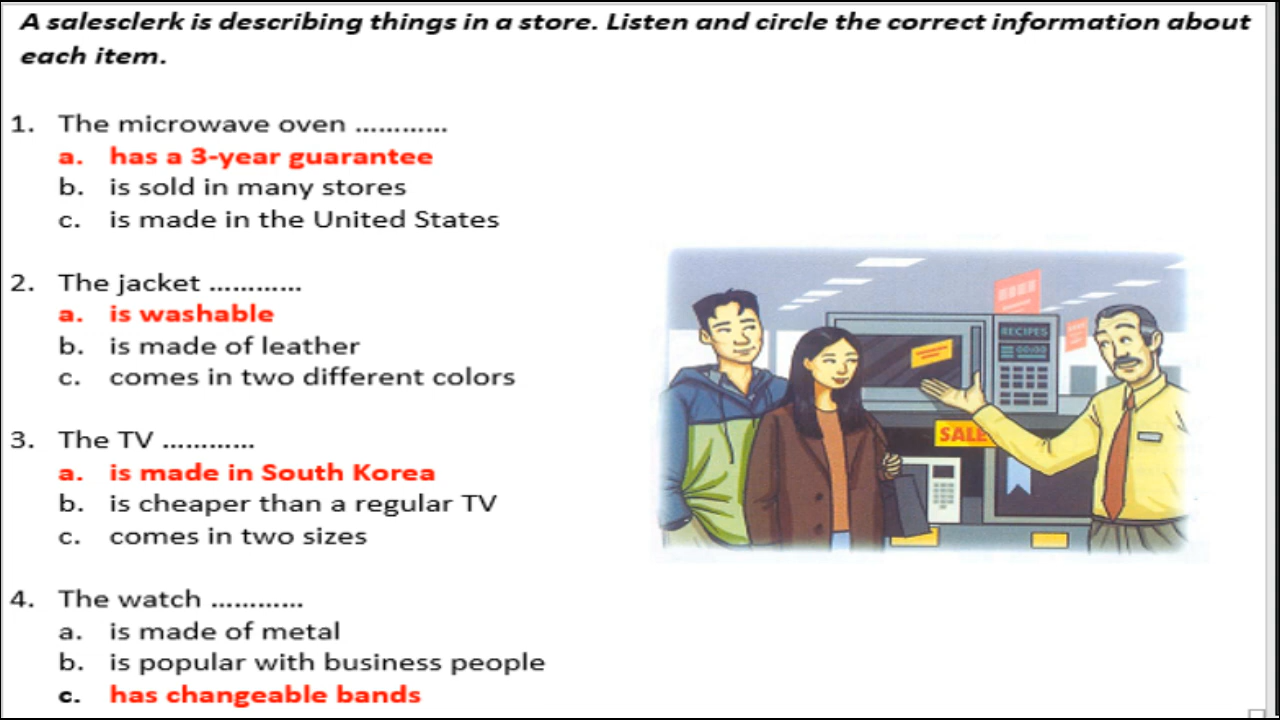 A salesclerk is describing things in a store. Listen and circle the correct information about
each item.
1. The microwave oven ............
a. has a 3-year guarantee
b. is sold in many stores
c. is made in the United States
2. The jacket ............
a. is washable
b. is made of leather
c. comes in two different colors
3. The TV ............
a. is made in South Korea
b. is cheaper than a regular TV
c. comes in two sizes
4. The watch ............
a. is made of metal
b. is popular with business people
c. has changeable bands
RECIPES
00:00
SALE